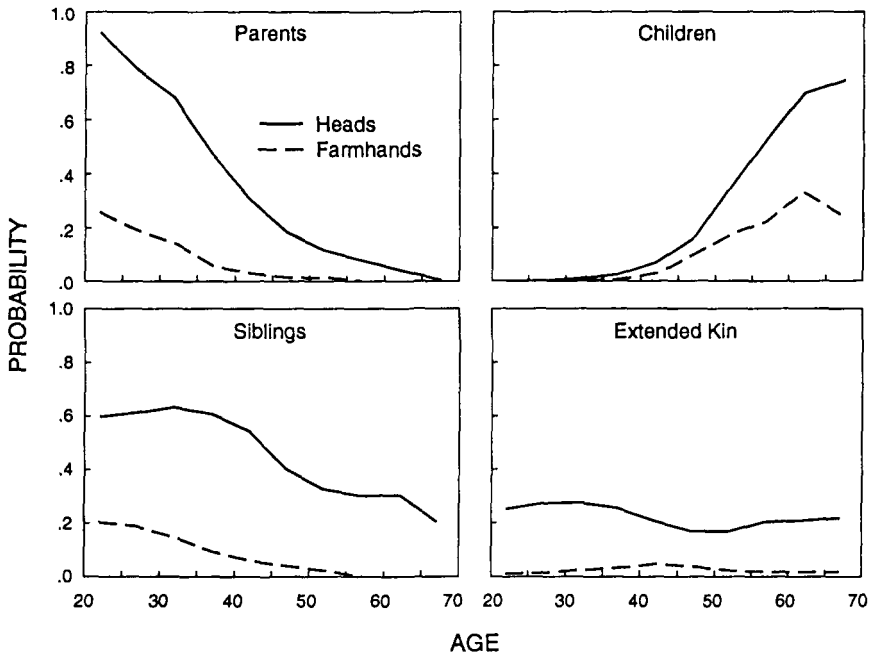 1.0
.8
.6
.4
.2
.0
Parents
Heads
Farmhands
Children
1.0
.8
.6
.4
.2
.0
20 30 40 50 60 70
Siblings
Extended Kin
20 30 40 50 60 70
PROBABILITY
AGE